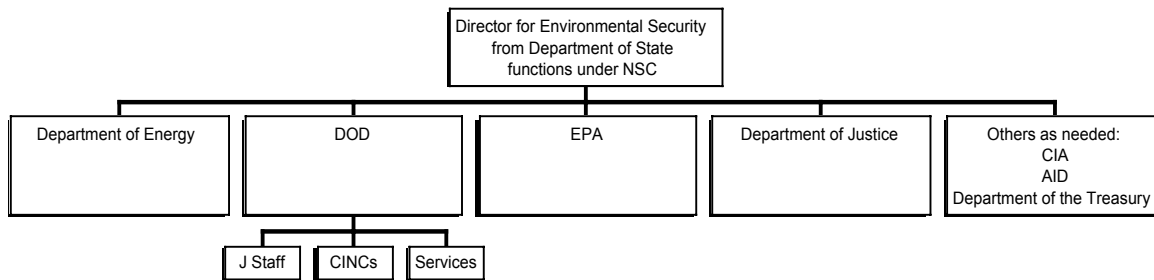 Director for Environmental Security
from Department of State
functions under NSC
Department of Energy
DOD
EPA
Department of Justice
Others as needed:
CIA
AID
Department of the Treasury
J Staff
CINCs
Services